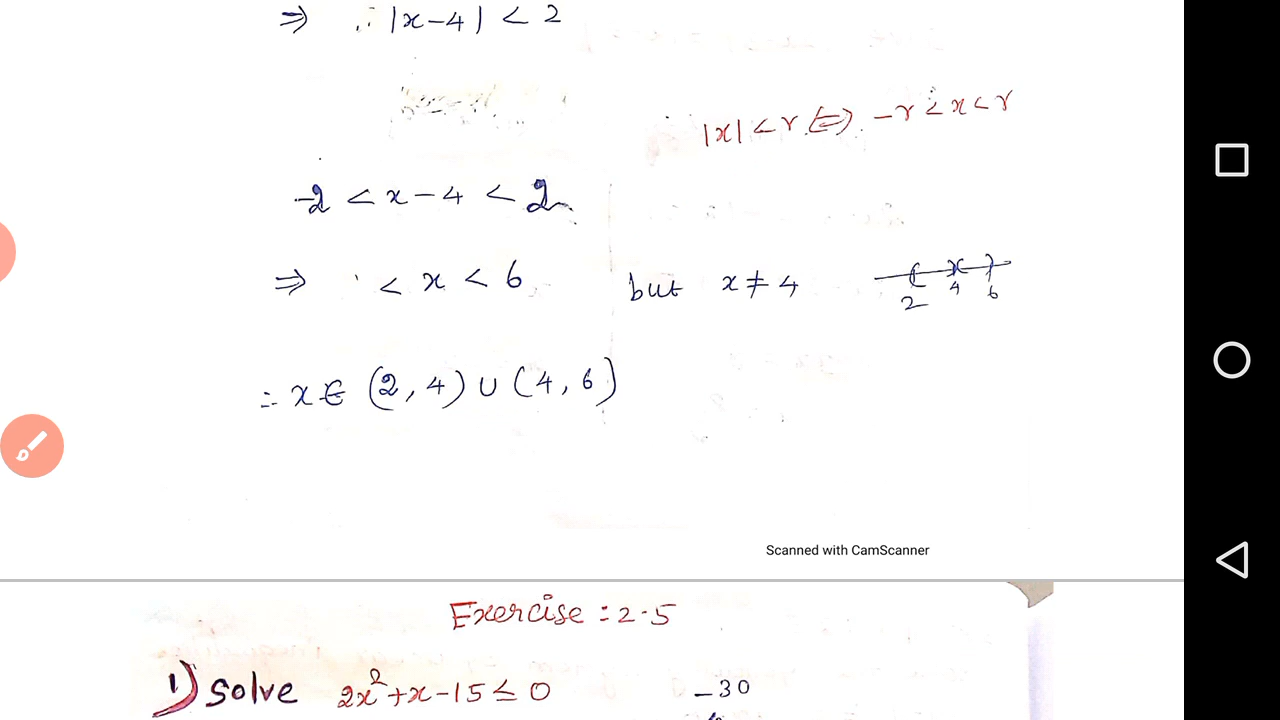 ⇒ ∴ |x-4| < 2
|x| < r ⇔ -r < x < r
-2 < x - 4 < 2
⇒ < x < 6 but x ≠ 4
2 4 6
∴ x ∈ (2, 4) ∪ (4, 6)
Scanned with CamScanner
Exercise : 2.5
1) Solve 2x² + x - 15 ≤ 0 -30